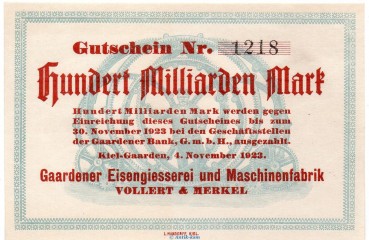 Gutschein Nr. 1218
Hundert Milliarden Mark
Hundert Milliarden Mark werden gegen
Einreichung dieses Gutscheines bis zum
30. November 1923 bei den Geschäftsstellen
der Gaardener Bank, G. m. b. H., ausgezahlt.
Kiel-Gaarden, 4. November 1923.
Gaardener Eisengiesserei und Maschinenfabrik
VOLLERT & MERKEL
KIEL.